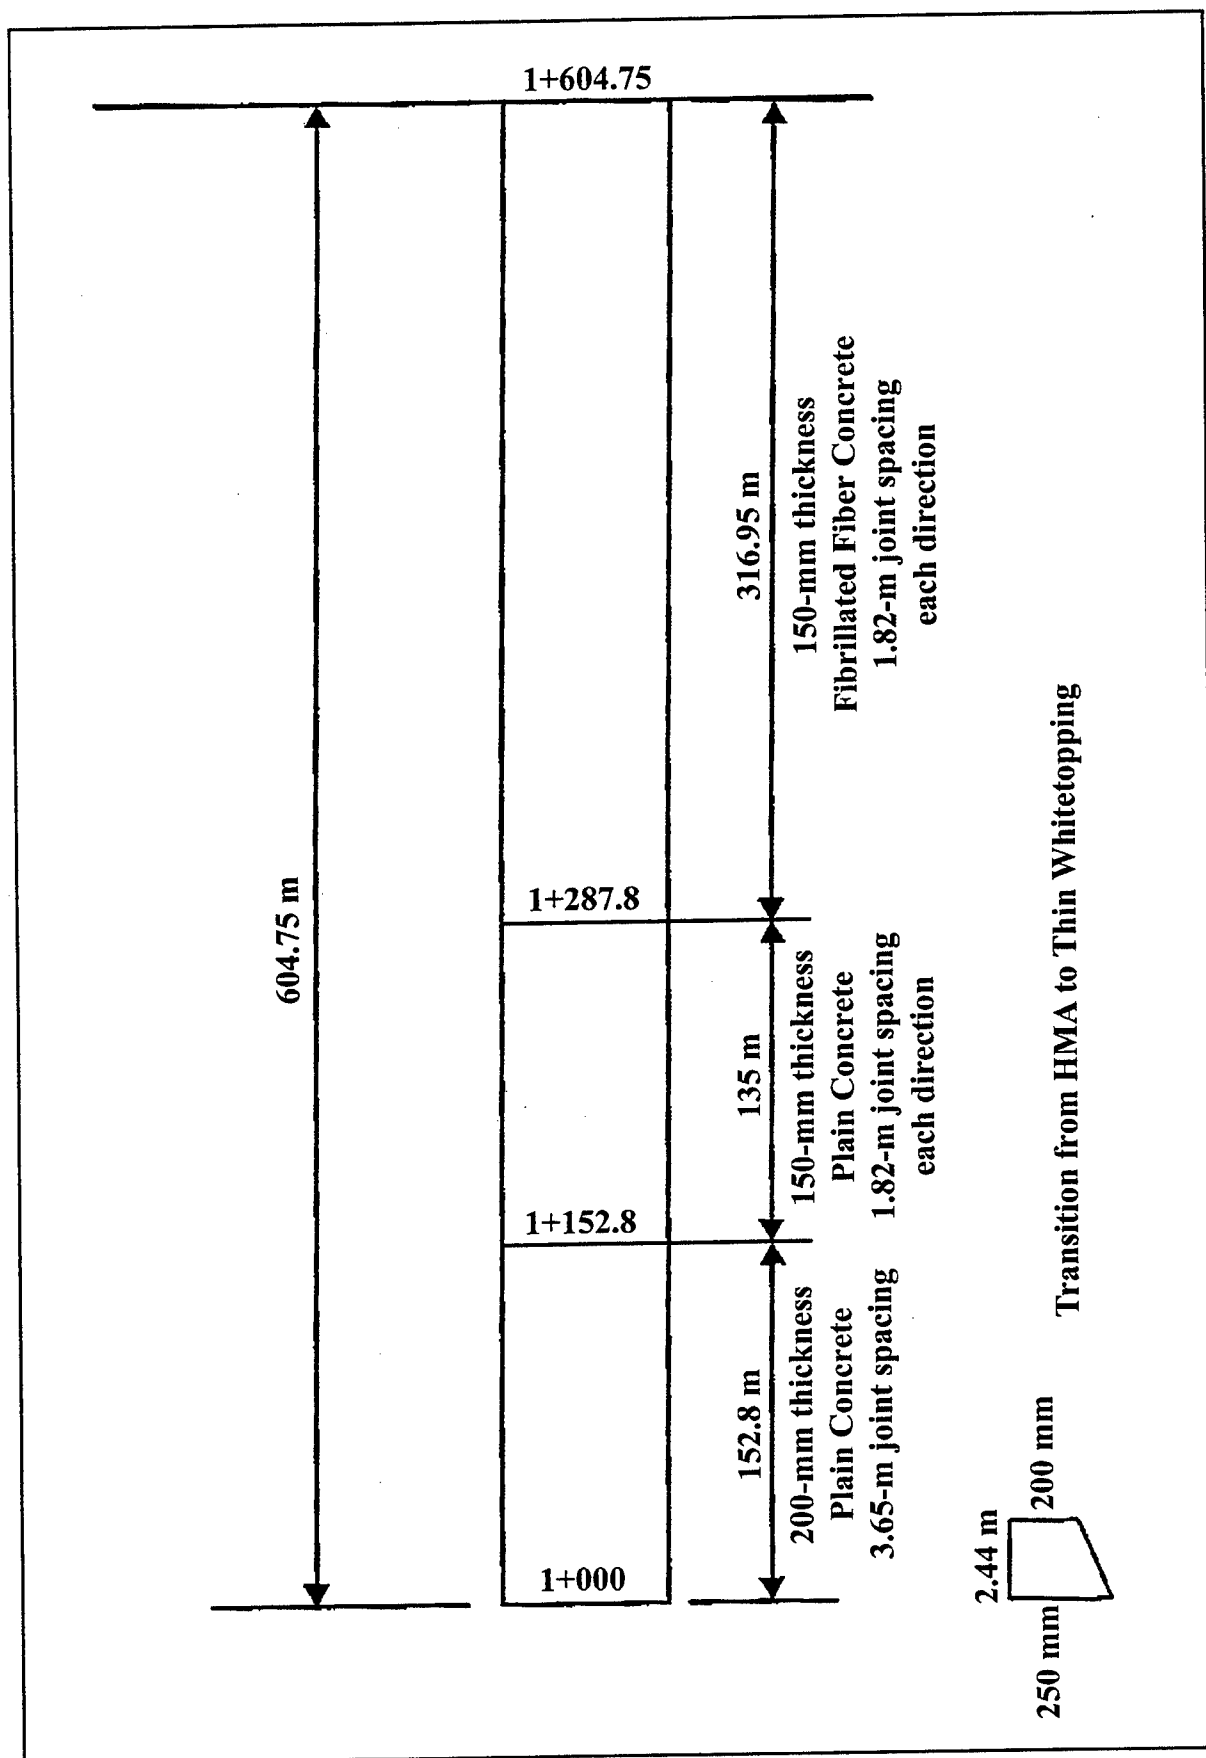 604.75 m
1+000
1+152.8
1+287.8
1+604.75
152.8 m
135 m
316.95 m
200-mm thickness
Plain Concrete
3.65-m joint spacing
150-mm thickness
Plain Concrete
1.82-m joint spacing
each direction
150-mm thickness
Fibrillated Fiber Concrete
1.82-m joint spacing
each direction
2.44 m
250 mm
200 mm
Transition from HMA to Thin Whitetopping